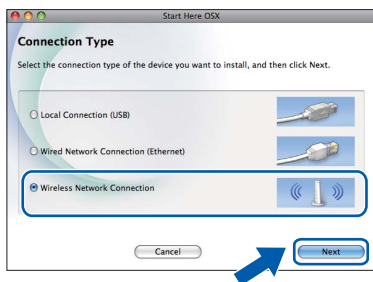 Start Here OSX
Connection Type
Select the connection type of the device you want to install, and then click Next.
Local Connection (USB)
Wired Network Connection (Ethernet)
Wireless Network Connection
Cancel
Next